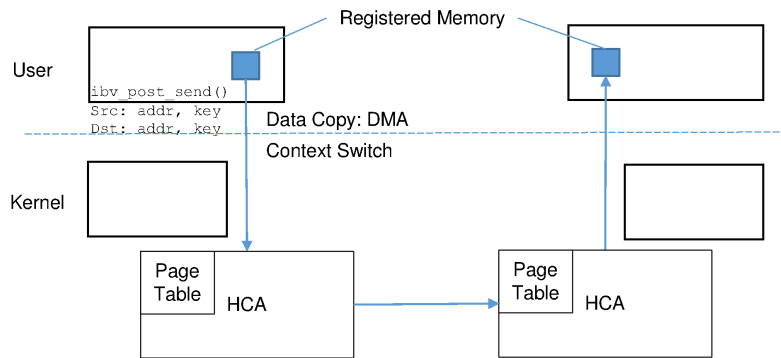 Registered Memory
User
ibv_post_send()
Src: addr, key
Dst: addr, key
Data Copy: DMA
Context Switch
Kernel
Page
Table
HCA
Page
Table
HCA